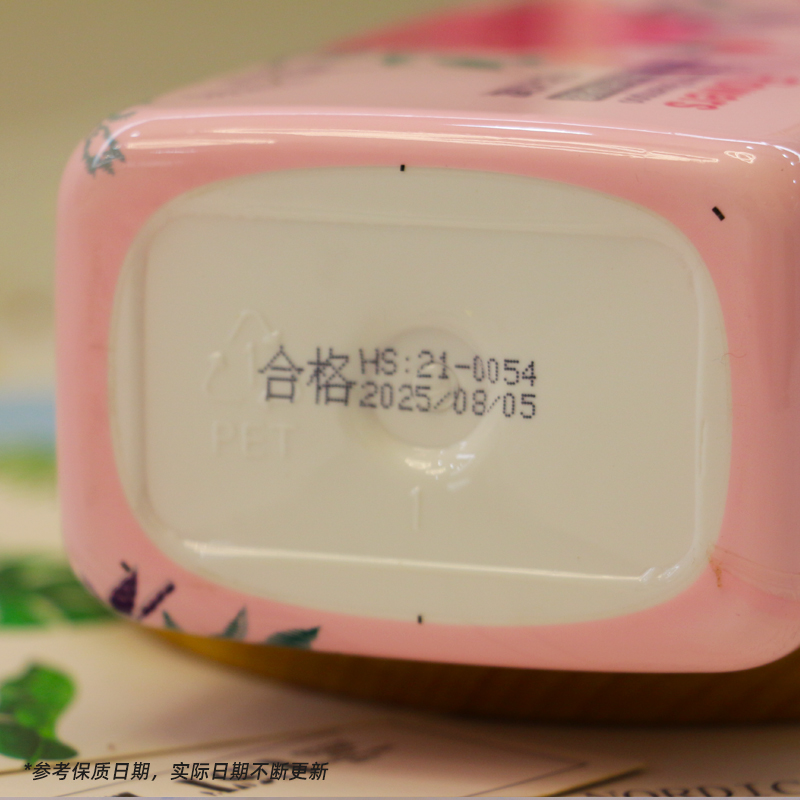 合格 HS:21-0054
2025/08/05
PET
1
*参考保质日期，实际日期不断更新